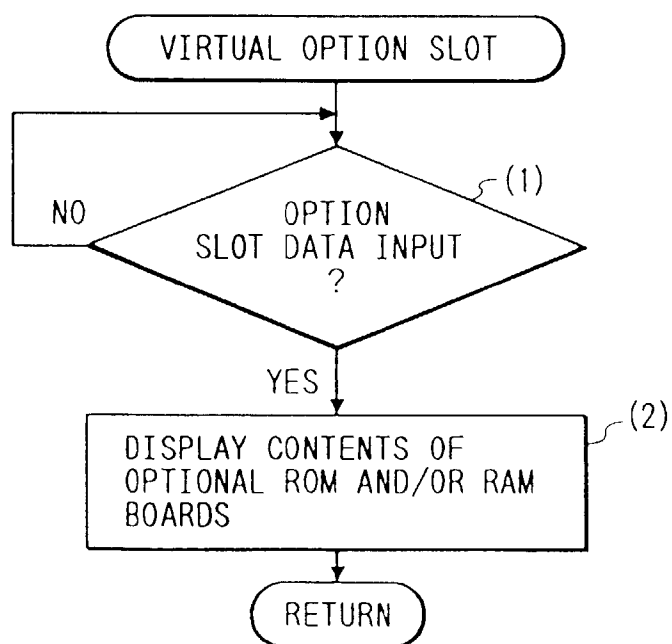 VIRTUAL OPTION SLOT
(1)
NO
OPTION
SLOT DATA INPUT
?
YES
(2)
DISPLAY CONTENTS OF
OPTIONAL ROM AND/OR RAM
BOARDS
RETURN